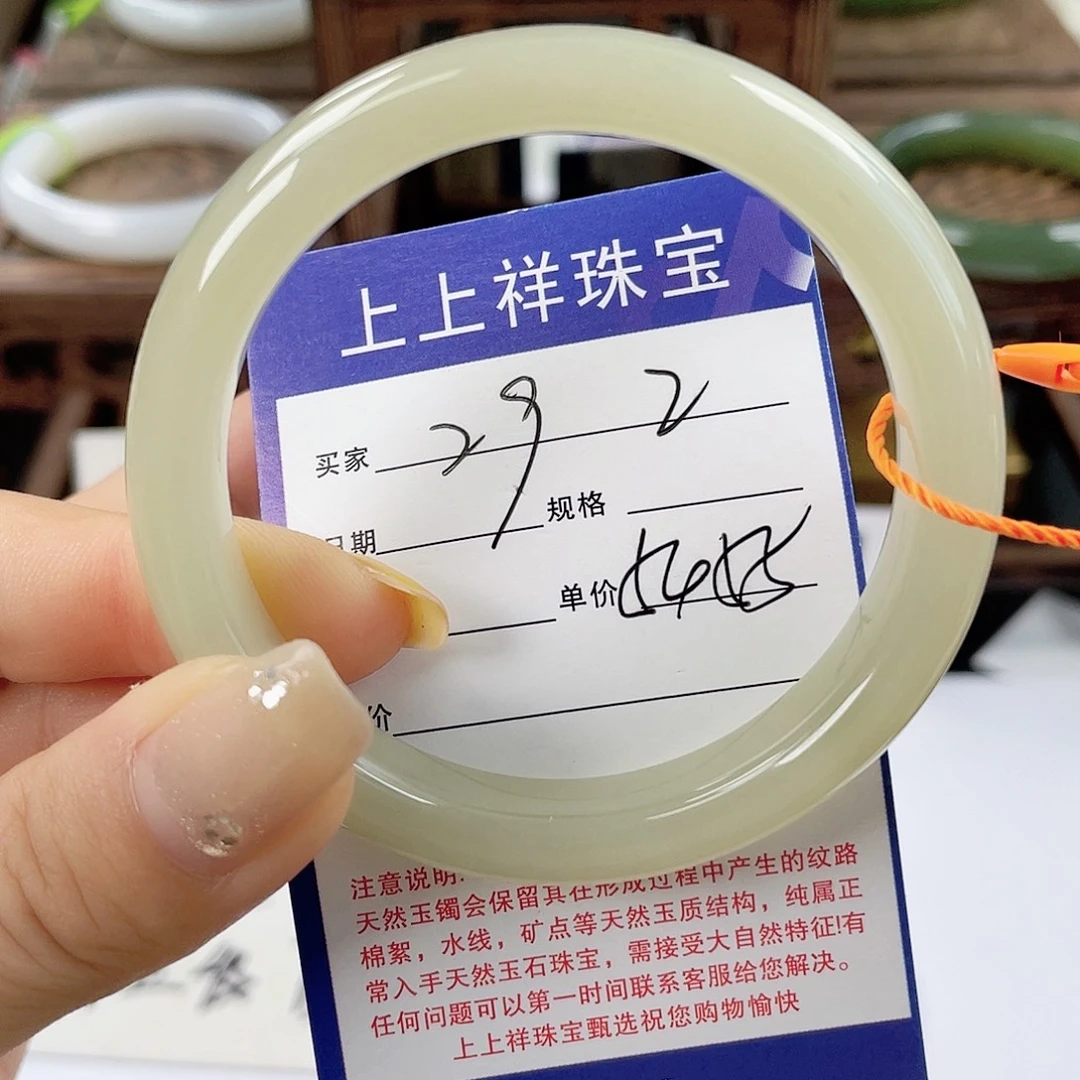 上上祥珠宝
买家 29 2
日期 规格
单价
价
注意说明:
天然玉镯会保留其在形成过程中产生的纹路
棉絮，水线，矿点等天然玉质结构，纯属正
常入手天然玉石珠宝，需接受大自然特征!有
任何问题可以第一时间联系客服给您解决。
上上祥珠宝甄选祝您购物愉快